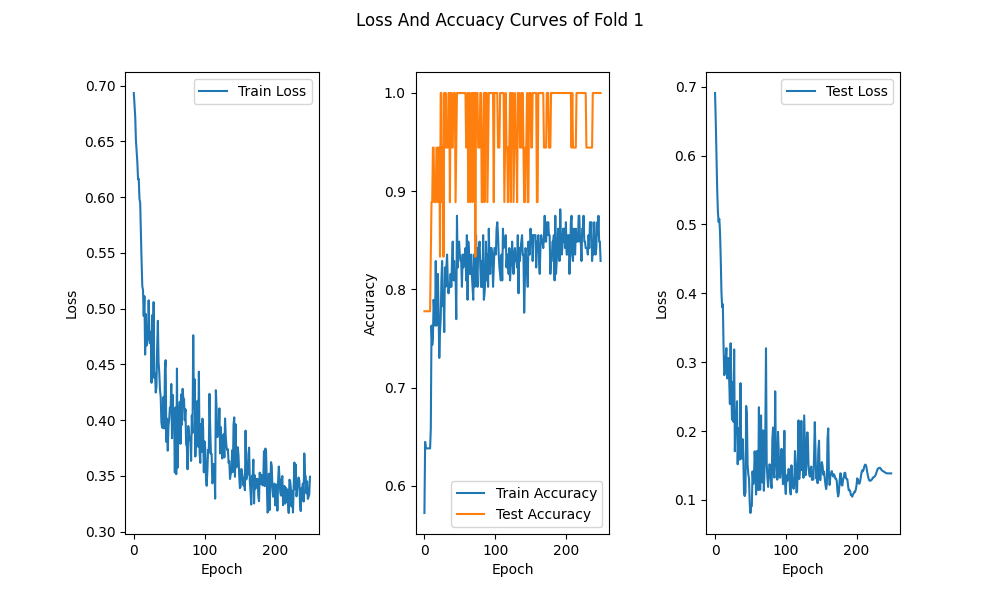 Loss And Accuacy Curves of Fold 1
0.70
0.65
0.60
0.55
0.50
0.45
0.40
0.35
0.30
Loss
0
100
200
Epoch
Train Loss
1.0
0.9
0.8
0.7
0.6
Accuracy
0
100
200
Epoch
Train Accuracy
Test Accuracy
0.7
0.6
0.5
0.4
0.3
0.2
0.1
Loss
0
100
200
Epoch
Test Loss